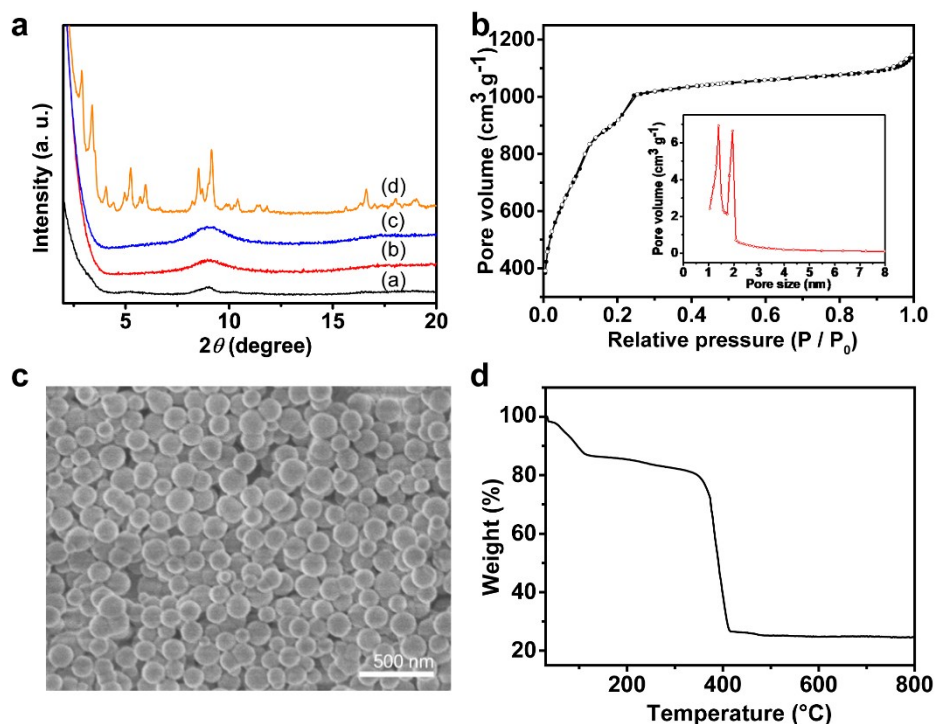 a
Intensity (a. u.)
(d)
(c)
(b)
(a)
5 10 15 20
2θ (degree)
b
Pore volume (cm³ g⁻¹)
1200
1000
800
600
400
0.0 0.2 0.4 0.6 0.8 1.0
Relative pressure (P / P₀)
Pore volume (cm³ g⁻¹)
6
4
2
0
0 1 2 3 4 5 6 7 8
Pore size (nm)
c
500 nm
d
Weight (%)
100
80
60
40
20
200 400 600 800
Temperature (°C)